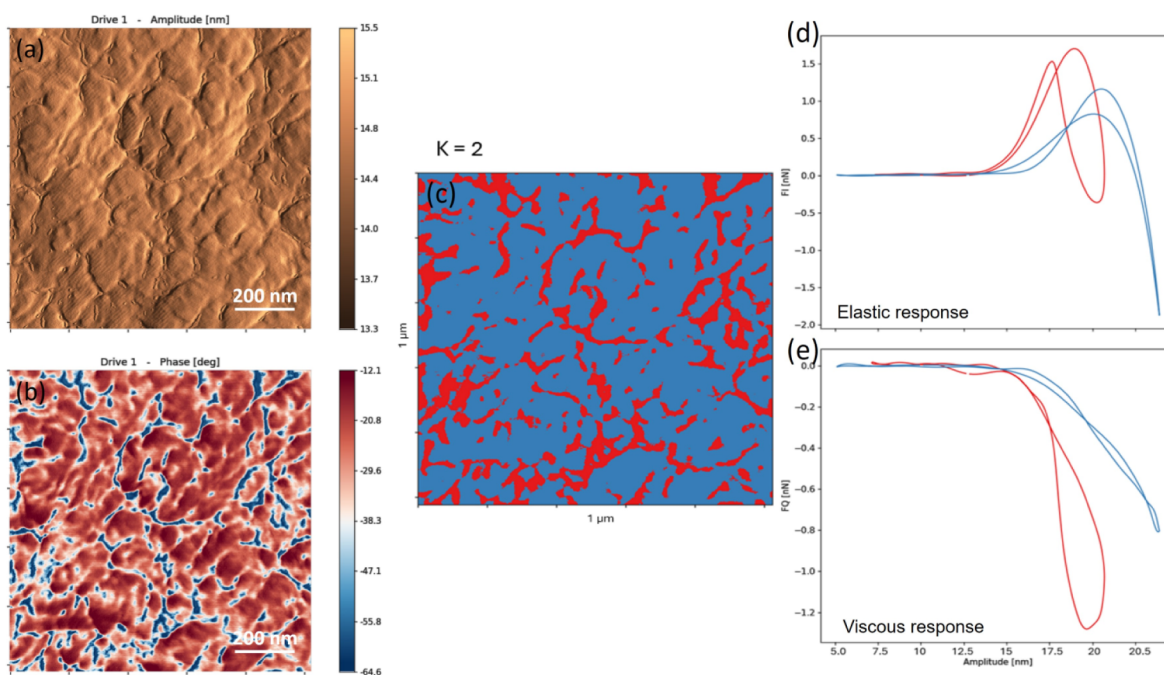 Drive 1 - Amplitude [nm]
(a)
15.5
15.1
14.8
14.4
14.0
13.7
13.3
200 nm
Drive 1 - Phase [deg]
(b)
-12.1
-20.8
-29.6
-38.3
-47.1
-55.8
-64.6
200 nm
K = 2
(c)
1 µm
1 µm
(d)
FI [nN]
1.5
1.0
0.5
0.0
−0.5
−1.0
−1.5
−2.0
Elastic response
(e)
FQ [nN]
0.0
−0.2
−0.4
−0.6
−0.8
−1.0
−1.2
Viscous response
5.0
7.5
10
12.5
15
17.5
20
20.5
Amplitude [nm]